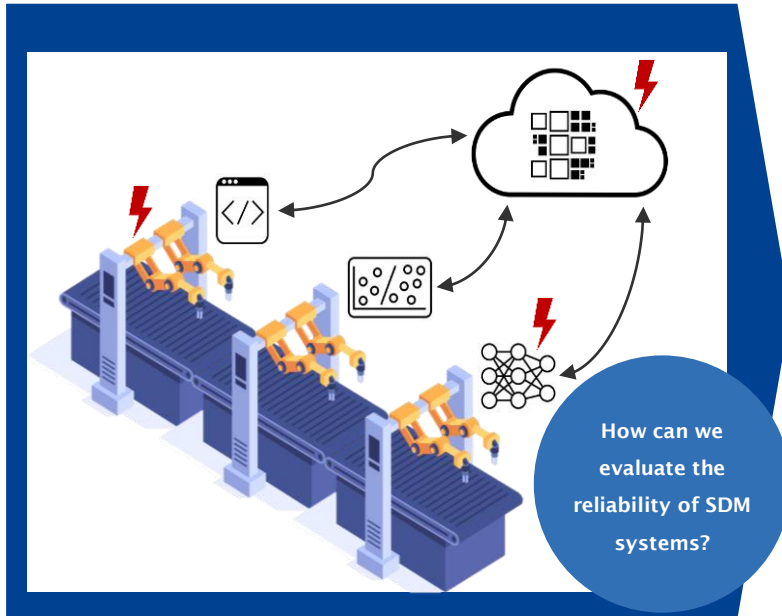 </>
How can we
evaluate the
reliability of SDM
systems?